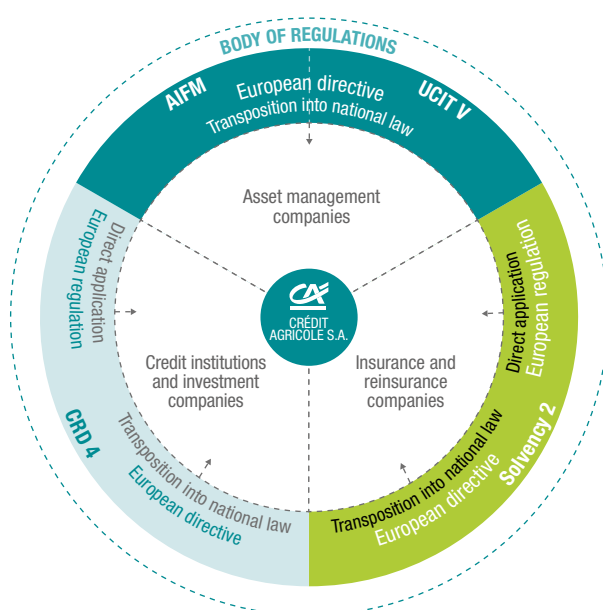 BODY OF REGULATIONS
AIFM
UCIT V
European directive
Transposition into national law
Asset management
companies
Direct application
European regulation
Direct application
European regulation
CRÉDIT
AGRICOLE S.A.
Credit institutions
and investment
companies
Insurance and
reinsurance
companies
CRD 4
Transposition into national law
European directive
Transposition into national law
European directive
Solvency 2